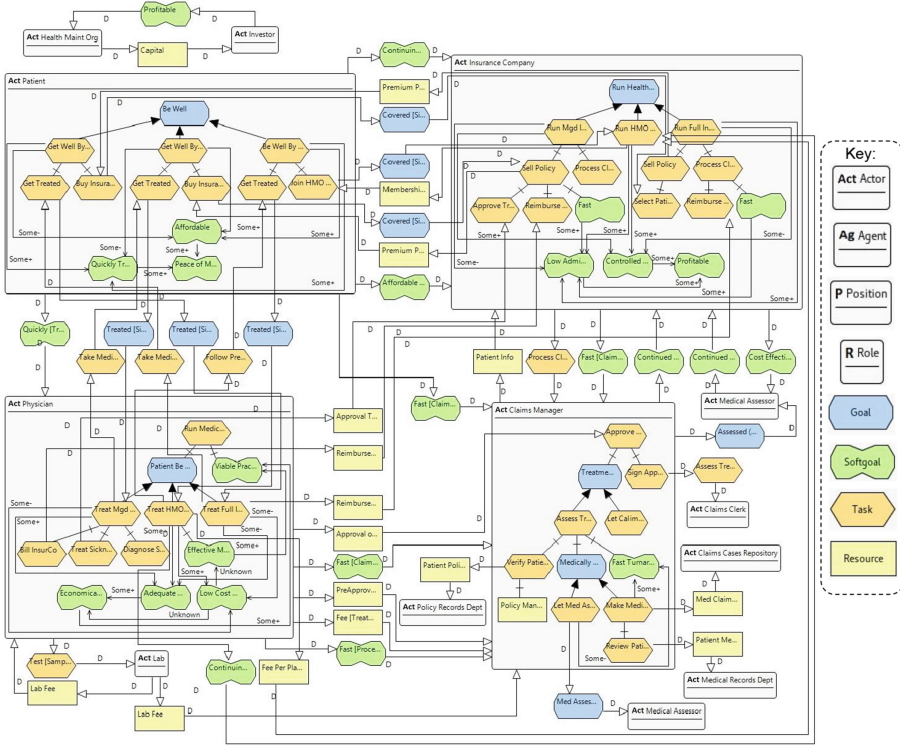 Profitable
Act Health Maint Org
Act Investor
Capital
Continuin...
Act Patient
Act Insurance Company
Premium P...
Run Health...
Be Well
Covered [Si...
Run Mgd I...
Run HMO ...
Run Full In...
Get Well By...
Get Well By...
Be Well By...
Covered [Si...
Sell Policy
Process Cl...
Sell Policy
Process Cl...
Get Treated
Buy Insura...
Get Treated
Buy Insura...
Get Treated
Join HMO ...
Membershi...
Approve Tr...
Reimburse ...
Fast
Select Pati...
Reimburse ...
Fast
Covered [Si...
Affordable
Some+
Some-
Some+
Some+
Premium P...
Quickly Tr...
Peace of M...
Low Admi...
Controlled ...
Profitable
Affordable ...
Quickly [Tr...
Treated [Si...
Treated [Si...
Treated [Si...
Take Medi...
Take Medi...
Follow Pre...
Patient Info
Process Cl...
Fast [Claim...
Continued ...
Continued ...
Cost Effecti...
Act Physician
Fast [Claim...
Act Claims Manager
Act Medical Assessor
Approval T...
Run Medic...
Approve ...
Assessed (...
Reimburse...
Patient Be ...
Viable Prac...
Treatme...
Sign App...
Assess Tre...
Reimburse ...
Treat Mgd ...
Treat HMO...
Treat Full I...
Act Claims Clerk
Approval o...
Assess Tr...
Let Calim...
Bill InsurCo
Treat Sickn...
Diagnose S...
Effective M...
Unknown
Fast [Claim...
Patient Poli...
Verify Patie...
Medically ...
Fast Turnar...
Act Claims Cases Repository
Economica...
Adequate ...
Low Cost ...
Unknown
PreApprov...
Act Policy Records Dept
Policy Man...
Let Med As...
Make Medi...
Med Claim...
Fee [Treat...
Fast [Proce...
Review Pati...
Patient Me...
Test [Samp...
Act Lab
Continuin...
Fee Per Pla...
Some-
Act Medical Records Dept
Lab Fee
Lab Fee
Med Asses...
Act Medical Assessor
Key:
Act Actor
Ag Agent
P Position
R Role
Goal
Softgoal
Task
Resource